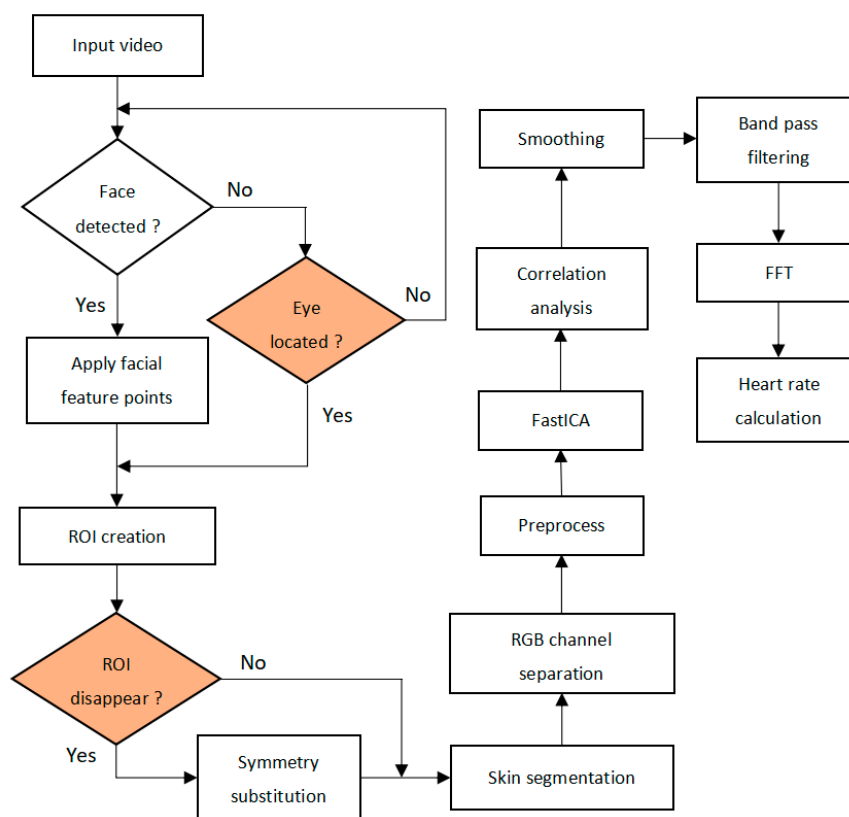 Input video
Face
detected ?
No
Yes
Eye
located ?
No
Yes
Apply facial
feature points
ROI creation
ROI
disappear ?
No
Yes
Symmetry
substitution
Skin segmentation
RGB channel
separation
Preprocess
FastICA
Correlation
analysis
Smoothing
Band pass
filtering
FFT
Heart rate
calculation